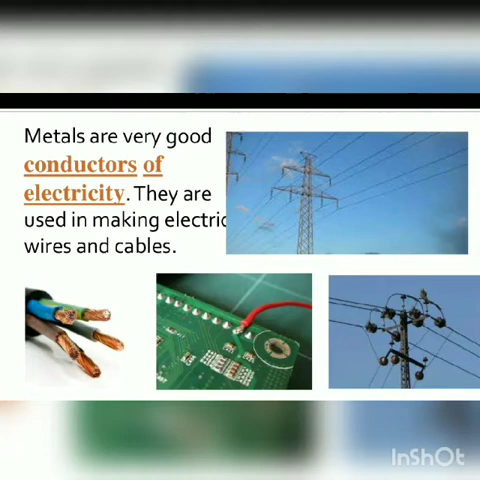 Metals are very good
conductors of
electricity. They are
used in making electric
wires and cables.
InShOt